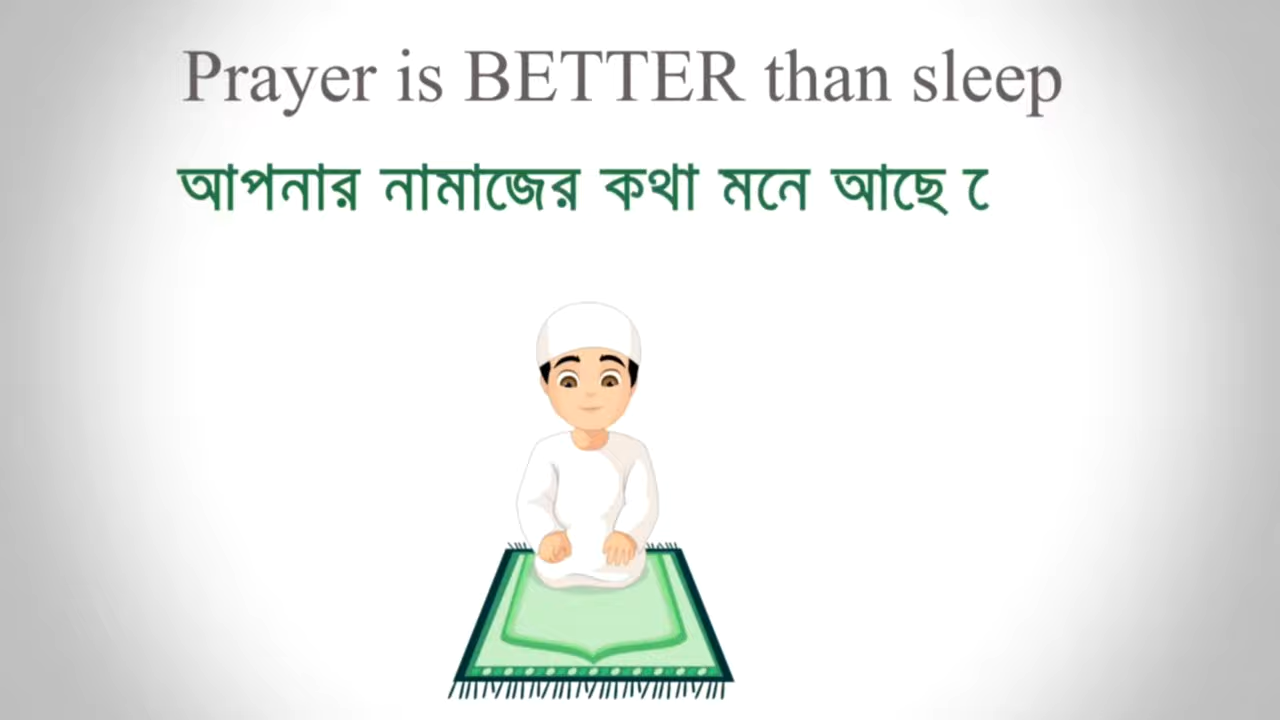 Prayer is BETTER than sleep
আপনার নামাজের কথা মনে আছে